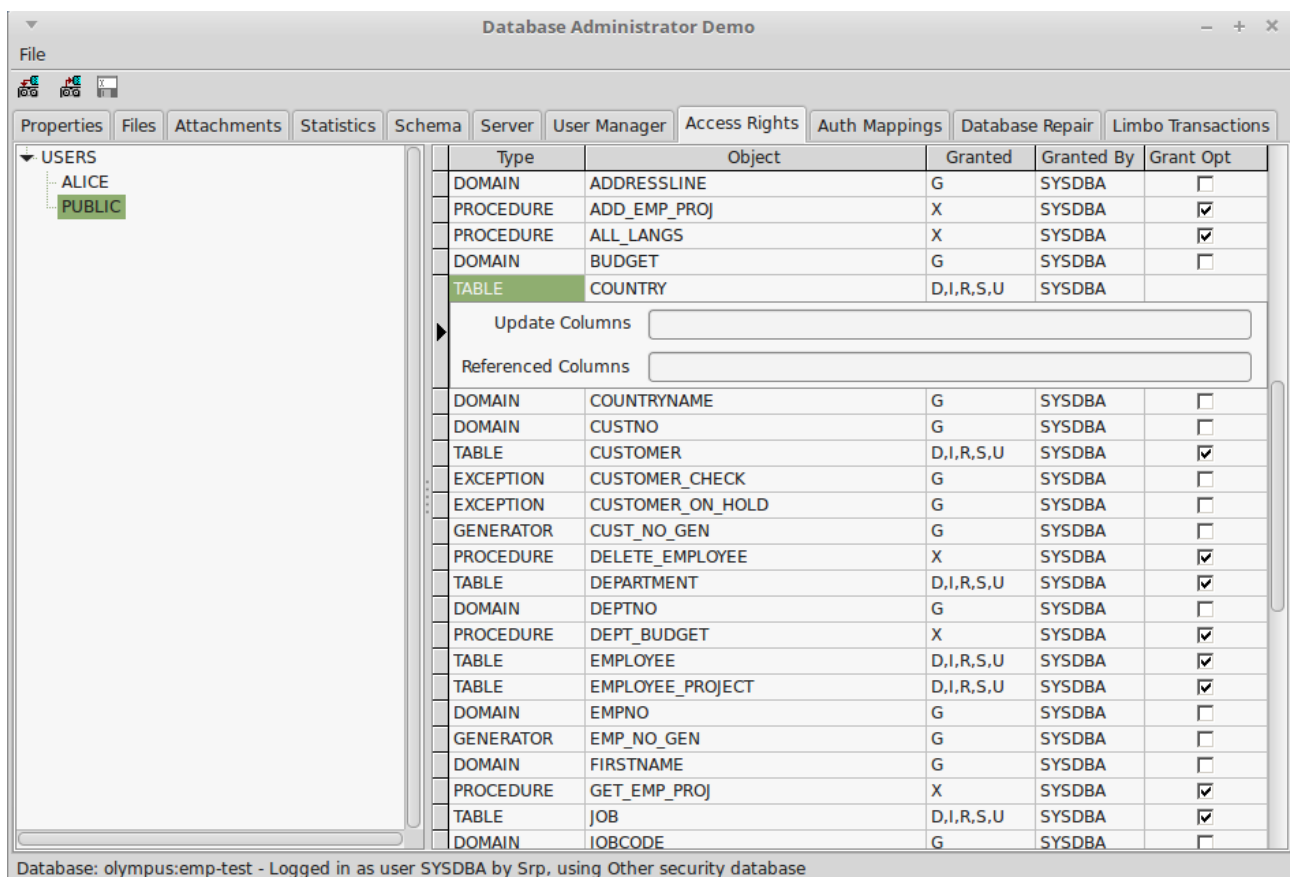 Database Administrator Demo
File
Properties Files Attachments Statistics Schema Server User Manager Access Rights Auth Mappings Database Repair Limbo Transactions
USERS
ALICE
PUBLIC
Type Object Granted Granted By Grant Opt
DOMAIN ADDRESSLINE G SYSDBA
PROCEDURE ADD_EMP_PROJ X SYSDBA
PROCEDURE ALL_LANGS X SYSDBA
DOMAIN BUDGET G SYSDBA
TABLE COUNTRY D,I,R,S,U SYSDBA
Update Columns
Referenced Columns
DOMAIN COUNTRYNAME G SYSDBA
DOMAIN CUSTNO G SYSDBA
TABLE CUSTOMER D,I,R,S,U SYSDBA
EXCEPTION CUSTOMER_CHECK G SYSDBA
EXCEPTION CUSTOMER_ON_HOLD G SYSDBA
GENERATOR CUST_NO_GEN G SYSDBA
PROCEDURE DELETE_EMPLOYEE X SYSDBA
TABLE DEPARTMENT D,I,R,S,U SYSDBA
DOMAIN DEPTNO G SYSDBA
PROCEDURE DEPT_BUDGET X SYSDBA
TABLE EMPLOYEE D,I,R,S,U SYSDBA
TABLE EMPLOYEE_PROJECT D,I,R,S,U SYSDBA
DOMAIN EMPNO G SYSDBA
GENERATOR EMP_NO_GEN G SYSDBA
DOMAIN FIRSTNAME G SYSDBA
PROCEDURE GET_EMP_PROJ X SYSDBA
TABLE JOB D,I,R,S,U SYSDBA
DOMAIN JOBCODE G SYSDBA
Database: olympus:emp-test - Logged in as user SYSDBA by Srp, using Other security database